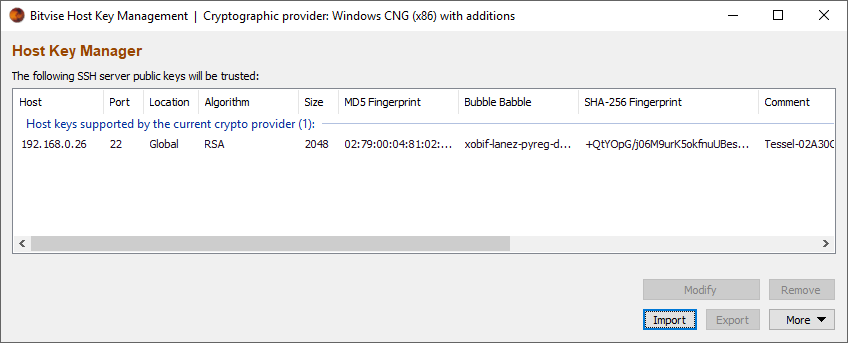 Bitvise Host Key Management | Cryptographic provider: Windows CNG (x86) with additions
Host Key Manager
The following SSH server public keys will be trusted:
Host Port Location Algorithm Size MD5 Fingerprint Bubble Babble SHA-256 Fingerprint Comment
Host keys supported by the current crypto provider (1):
192.168.0.26 22 Global RSA 2048 02:79:00:04:81:02:... xobif-lanez-pyreg-d... +QtYOpG/j06M9urK5okfnuUBes... Tessel-02A30C
Modify Remove
Import Export More